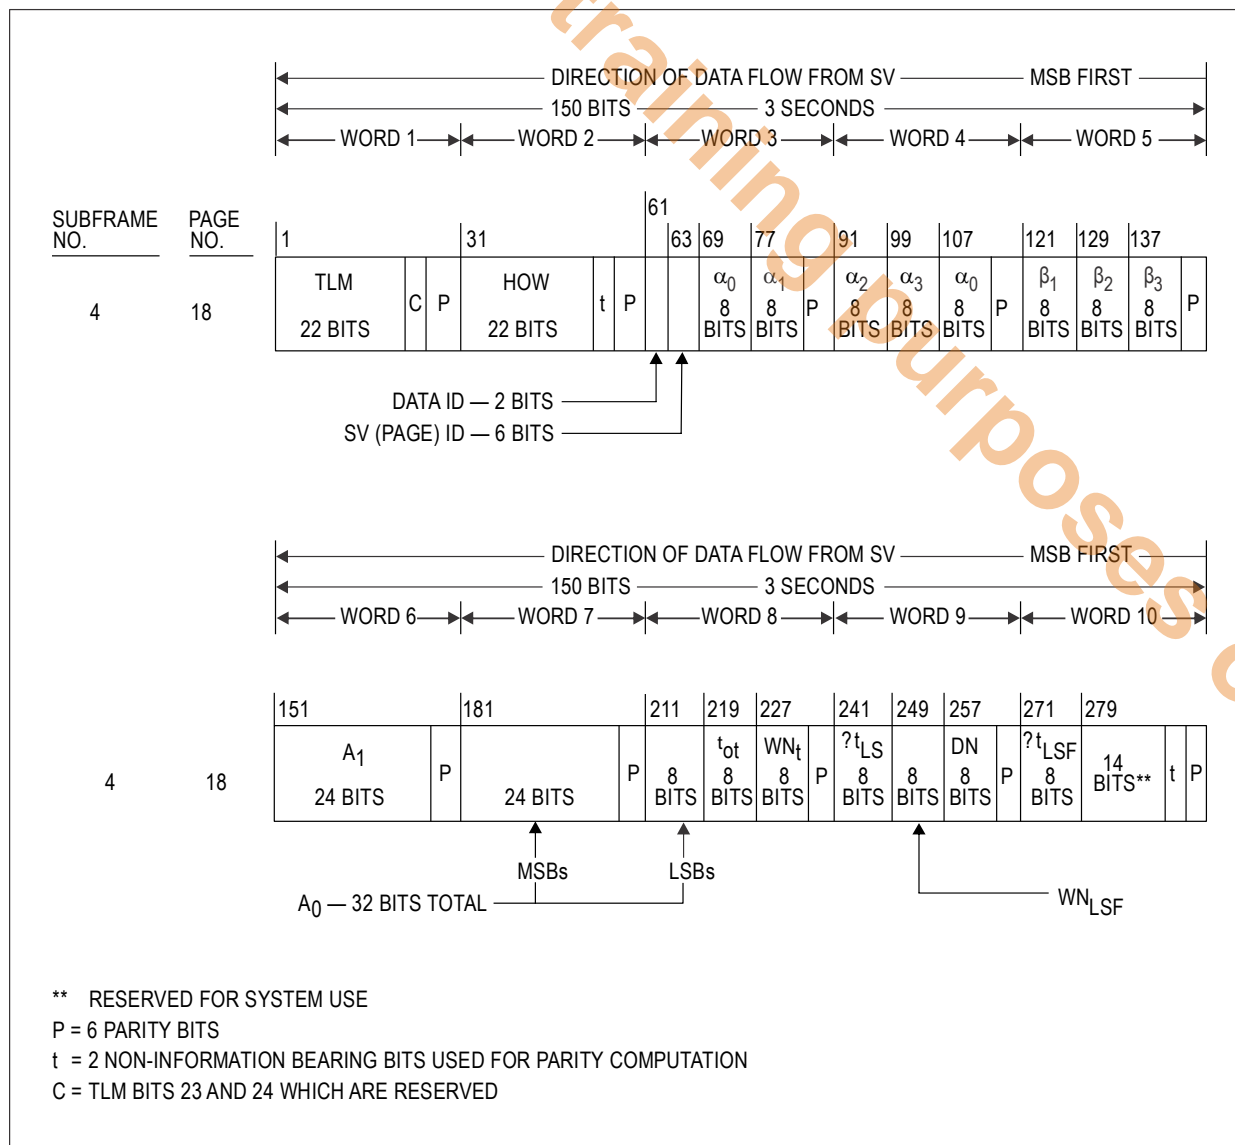 DIRECTION OF DATA FLOW FROM SV MSB FIRST
150 BITS 3 SECONDS
WORD 1 WORD 2 WORD 3 WORD 4 WORD 5
SUBFRAME NO. PAGE NO.
61
1 31 63 69 77 91 99 107 121 129 137
4 18
TLM 22 BITS C P HOW 22 BITS t P α0 8 BITS α1 8 BITS P α2 8 BITS α3 8 BITS α0 8 BITS P β1 8 BITS β2 8 BITS β3 8 BITS P
DATA ID — 2 BITS
SV (PAGE) ID — 6 BITS
DIRECTION OF DATA FLOW FROM SV MSB FIRST
150 BITS 3 SECONDS
WORD 6 WORD 7 WORD 8 WORD 9 WORD 10
151 181 211 219 227 241 249 257 271 279
4 18
A1 24 BITS P 24 BITS P 8 BITS tot 8 BITS WNt 8 BITS P ?tLS 8 BITS 8 BITS DN 8 BITS P ?tLSF 8 BITS 14 BITS** t P
MSBs LSBs
A0 — 32 BITS TOTAL
WNLSF
** RESERVED FOR SYSTEM USE
P = 6 PARITY BITS
t = 2 NON-INFORMATION BEARING BITS USED FOR PARITY COMPUTATION
C = TLM BITS 23 AND 24 WHICH ARE RESERVED
training purposes